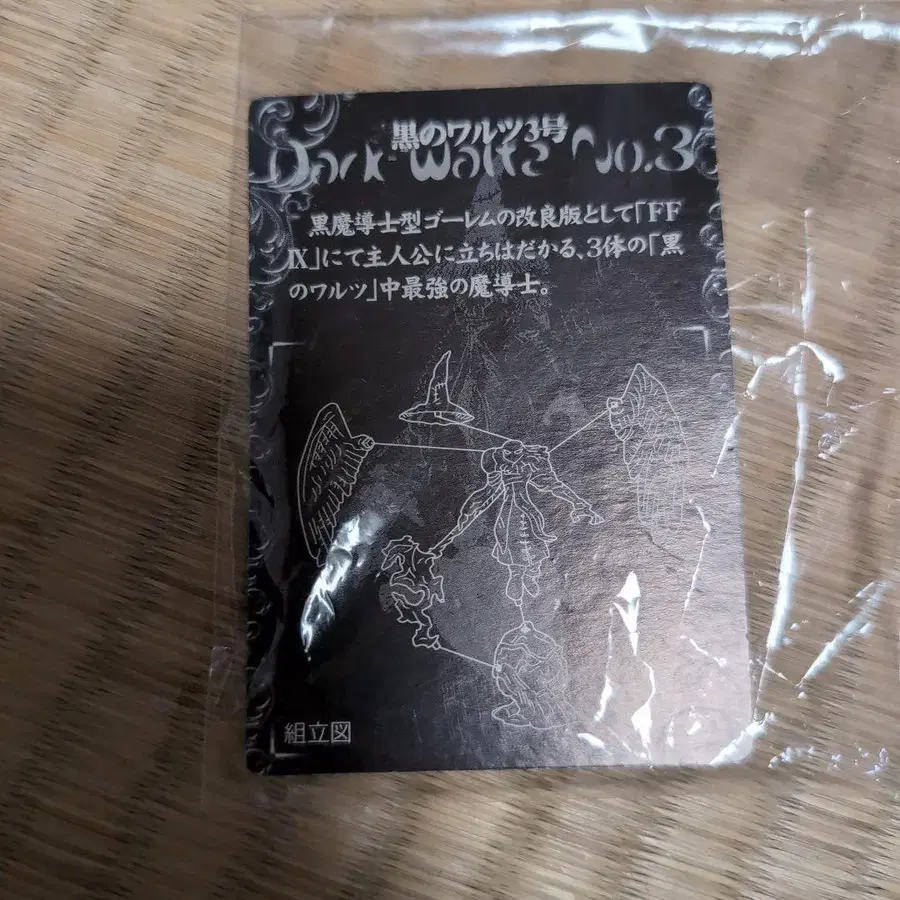 黒のワルツ3号
Dark Waltz No.3
黒魔導士型ゴーレムの改良版として「FF
Ⅸ」にて主人公に立ちはだかる、3体の「黒
のワルツ」中最強の魔導士。
組立図